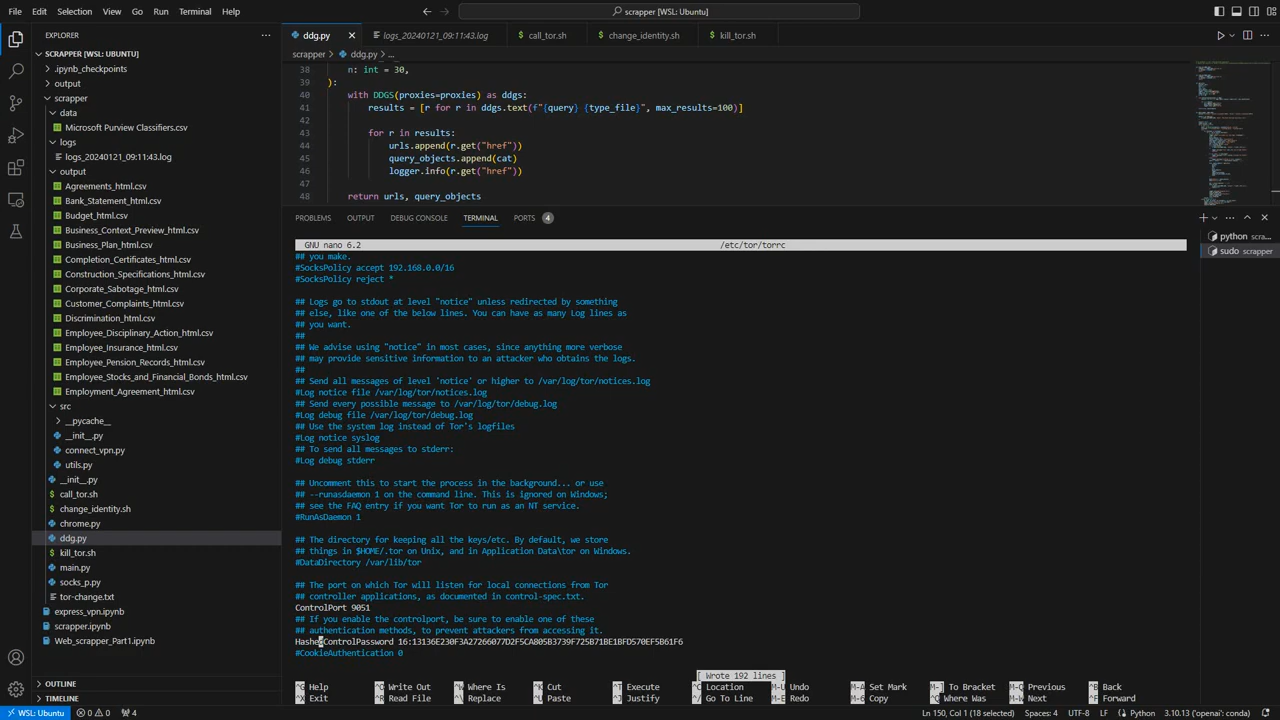 File Edit Selection View Go Run Terminal Help
scrapper [WSL: Ubuntu]
EXPLORER
SCRAPPER [WSL: UBUNTU]
.ipynb_checkpoints
output
scrapper
data
Microsoft Purview Classifiers.csv
logs
logs_20240121_09:11:43.log
output
Agreements_html.csv
Bank_Statement_html.csv
Budget_html.csv
Business_Context_Preview_html.csv
Business_Plan_html.csv
Completion_Certificates_html.csv
Construction_Specifications_html.csv
Corporate_Sabotage_html.csv
Customer_Complaints_html.csv
Discrimination_html.csv
Employee_Disciplinary_Action_html.csv
Employee_Insurance_html.csv
Employee_Pension_Records_html.csv
Employee_Stocks_and_Financial_Bonds_html.csv
Employment_Agreement_html.csv
src
__pycache__
__init__.py
connect_vpn.py
utils.py
__init__.py
call_tor.sh
change_identity.sh
chrome.py
ddg.py
kill_tor.sh
main.py
socks_p.py
tor-change.txt
express_vpn.ipynb
scrapper.ipynb
Web_scrapper_Part1.ipynb
OUTLINE
TIMELINE
ddg.py logs_20240121_09:11:43.log call_tor.sh change_identity.sh kill_tor.sh
scrapper > ddg.py > ...
38 n: int = 30,
39 ):
40 with DDGS(proxies=proxies) as ddgs:
41 results = [r for r in ddgs.text(f"{query} {type_file}", max_results=100)]
42
43 for r in results:
44 urls.append(r.get("href"))
45 query_objects.append(cat)
46 logger.info(r.get("href"))
47
48 return urls, query_objects
PROBLEMS OUTPUT DEBUG CONSOLE TERMINAL PORTS 4
python scra...
sudo scrapper
GNU nano 6.2 /etc/tor/torrc
## you make.
#SocksPolicy accept 192.168.0.0/16
#SocksPolicy reject *
## Logs go to stdout at level "notice" unless redirected by something
## else, like one of the below lines. You can have as many Log lines as
## you want.
##
## We advise using "notice" in most cases, since anything more verbose
## may provide sensitive information to an attacker who obtains the logs.
##
## Send all messages of level 'notice' or higher to /var/log/tor/notices.log
#Log notice file /var/log/tor/notices.log
## Send every possible message to /var/log/tor/debug.log
#Log debug file /var/log/tor/debug.log
## Use the system log instead of Tor's logfiles
#Log notice syslog
## To send all messages to stderr:
#Log debug stderr
## Uncomment this to start the process in the background... or use
## --runasdaemon 1 on the command line. This is ignored on Windows;
## see the FAQ entry if you want Tor to run as an NT service.
#RunAsDaemon 1
## The directory for keeping all the keys/etc. By default, we store
## things in $HOME/.tor on Unix, and in Application Data\tor on Windows.
#DataDirectory /var/lib/tor
## The port on which Tor will listen for local connections from Tor
## controller applications, as documented in control-spec.txt.
ControlPort 9051
## If you enable the controlport, be sure to enable one of these
## authentication methods, to prevent attackers from accessing it.
HashedControlPassword 16:13136E230F3A27266077D2F5CA805B3739F725B71BE1BFD570EF5B61F6
#CookieAuthentication 0
[ Wrote 192 lines ]
^G Help ^O Write Out ^W Where Is ^K Cut ^T Execute ^C Location M-U Undo M-A Set Mark M-] To Bracket M-Q Previous ^B Back
^X Exit ^R Read File ^\ Replace ^U Paste ^J Justify ^/ Go To Line M-E Redo M-6 Copy ^Q Where Was M-W Next ^F Forward
WSL: Ubuntu 0 0 4 Ln 150, Col 1 (18 selected) Spaces: 4 UTF-8 LF Python 3.10.13 ('openai': conda)